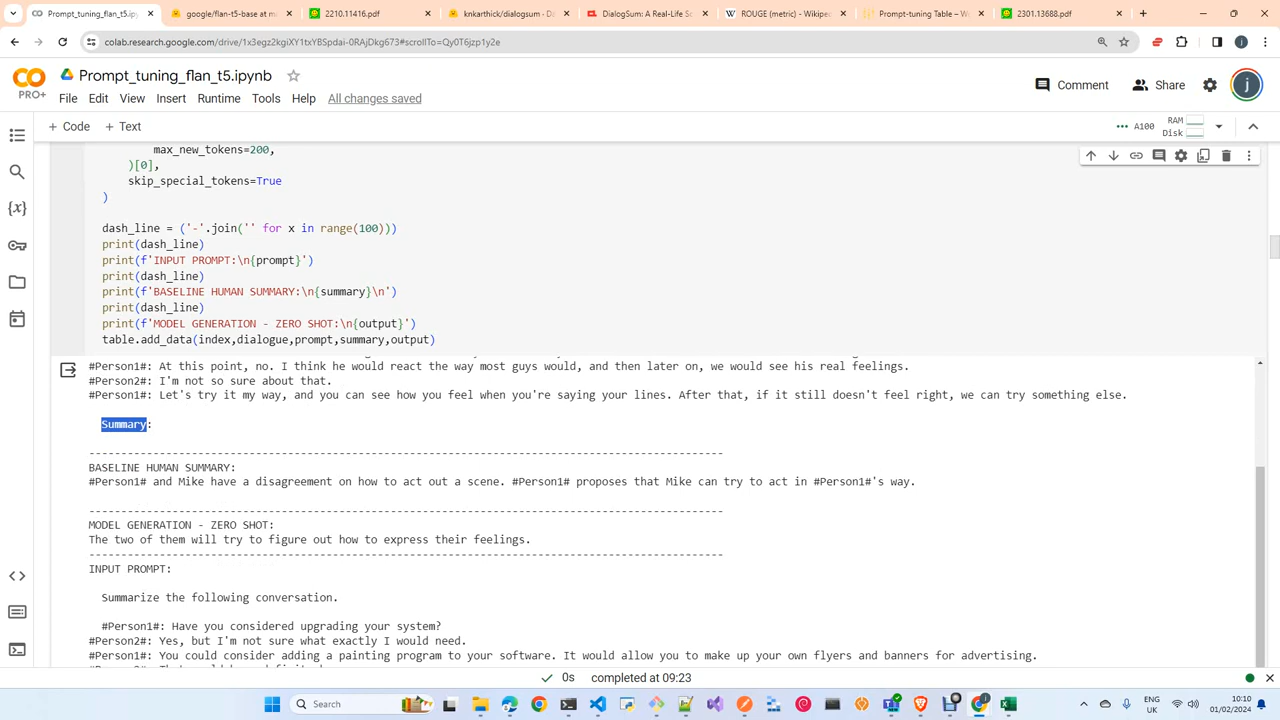 Prompt_tuning_flan_t5.ipynb
google/flan-t5-base at m
2210.11416.pdf
knkarthick/dialogsum - Da
DialogSum: A Real-Life S
ROUGE (metric) - Wikiped
Prompt-tuning Table – W
2301.13688.pdf
colab.research.google.com/drive/1x3egz2kgiXY1txYBSpdai-0RAjDkg673#scrollTo=Qy0T6jzp1y2e
j
CO
PRO+
Prompt_tuning_flan_t5.ipynb
Comment
Share
j
File Edit View Insert Runtime Tools Help All changes saved
+ Code + Text
A100
RAM
Disk
max_new_tokens=200,
)[0],
skip_special_tokens=True
)
dash_line = ('-'.join('' for x in range(100)))
print(dash_line)
print(f'INPUT PROMPT:\n{prompt}')
print(dash_line)
print(f'BASELINE HUMAN SUMMARY:\n{summary}\n')
print(dash_line)
print(f'MODEL GENERATION - ZERO SHOT:\n{output}')
table.add_data(index,dialogue,prompt,summary,output)
#Person1#: At this point, no. I think he would react the way most guys would, and then later on, we would see his real feelings.
#Person2#: I'm not so sure about that.
#Person1#: Let's try it my way, and you can see how you feel when you're saying your lines. After that, if it still doesn't feel right, we can try something else.
Summary:
---------------------------------------------------------------------------------------------------
BASELINE HUMAN SUMMARY:
#Person1# and Mike have a disagreement on how to act out a scene. #Person1# proposes that Mike can try to act in #Person1#'s way.
---------------------------------------------------------------------------------------------------
MODEL GENERATION - ZERO SHOT:
The two of them will try to figure out how to express their feelings.
---------------------------------------------------------------------------------------------------
INPUT PROMPT:
Summarize the following conversation.
#Person1#: Have you considered upgrading your system?
#Person2#: Yes, but I'm not sure what exactly I would need.
#Person1#: You could consider adding a painting program to your software. It would allow you to make up your own flyers and banners for advertising.
0s completed at 09:23
Search
ENG
UK
10:10
01/02/2024